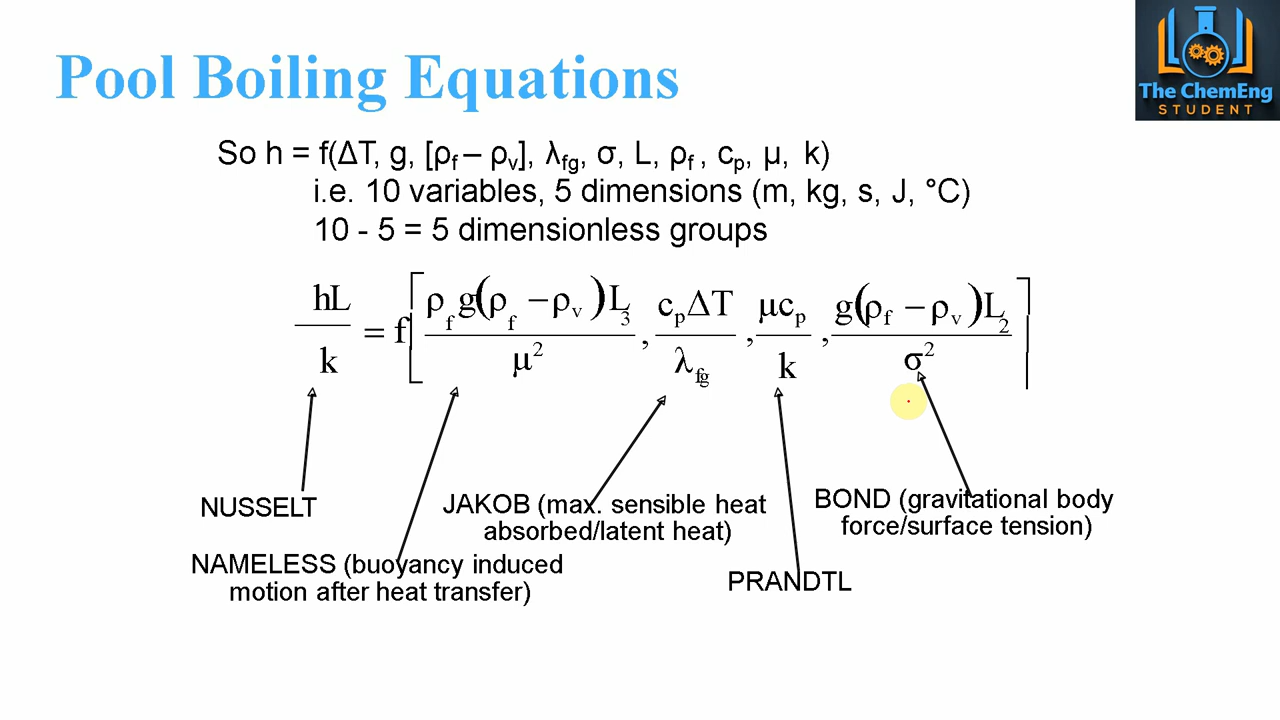 Pool Boiling Equations
The ChemEng
STUDENT
So h = f(ΔT, g, [ρf – ρv], λfg, σ, L, ρf , cp, μ, k)
i.e. 10 variables, 5 dimensions (m, kg, s, J, °C)
10 - 5 = 5 dimensionless groups
hL/k = f[ρf g(ρf − ρv)L3/μ², cpΔT/λfg, μcp/k, g(ρf − ρv)L2/σ²]
NUSSELT
JAKOB (max. sensible heat
absorbed/latent heat)
BOND (gravitational body
force/surface tension)
NAMELESS (buoyancy induced
motion after heat transfer)
PRANDTL